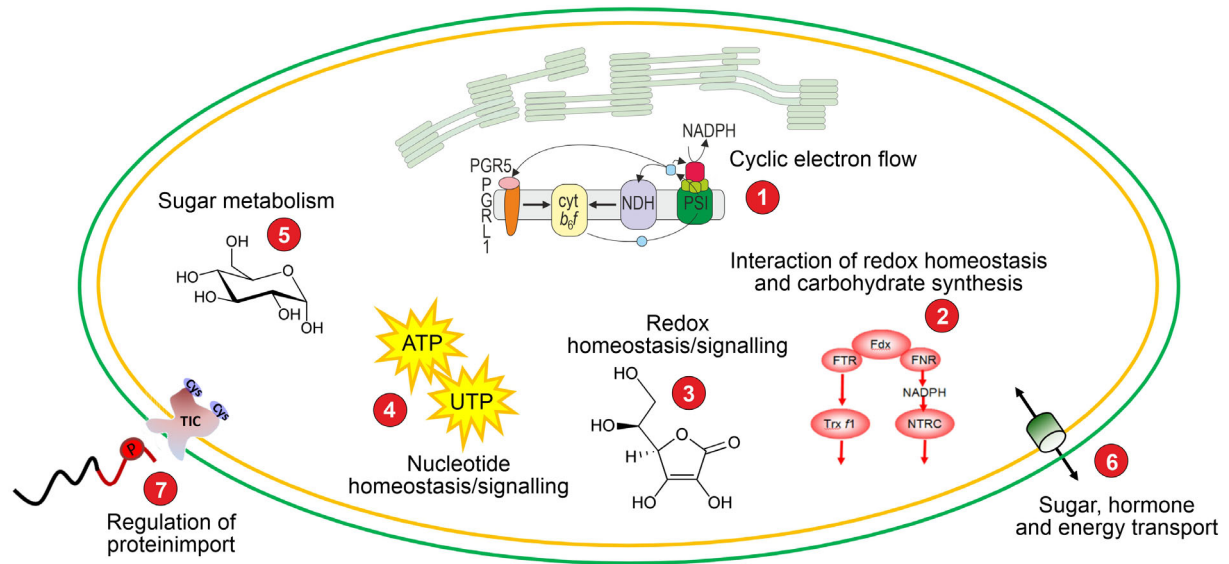 NADPH
Cyclic electron flow
1
PGR5
P
G
R
L
1
cyt
b6f
NDH
PSI
Sugar metabolism
5
OH
HO
O
HO
OH
OH
Interaction of redox homeostasis
and carbohydrate synthesis
2
Fdx
FTR
FNR
NADPH
Trx f1
NTRC
Redox
homeostasis/signalling
3
HO
HO
H
O
O
HO
OH
ATP
UTP
4
Nucleotide
homeostasis/signalling
Cys
Cys
TIC
P
7
Regulation of
proteinimport
6
Sugar, hormone
and energy transport